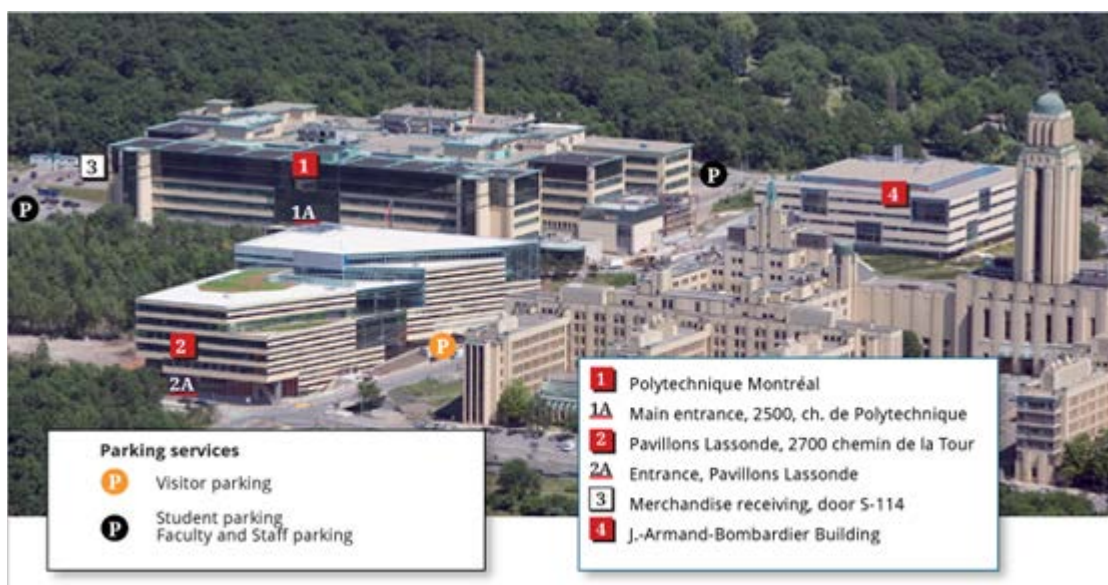 3
1
P
4
P
1A
2
P
2A
Parking services
P Visitor parking
P Student parking
Faculty and Staff parking
1 Polytechnique Montréal
1A Main entrance, 2500, ch. de Polytechnique
2 Pavillons Lassonde, 2700 chemin de la Tour
2A Entrance, Pavillons Lassonde
3 Merchandise receiving, door S-114
4 J.-Armand-Bombardier Building